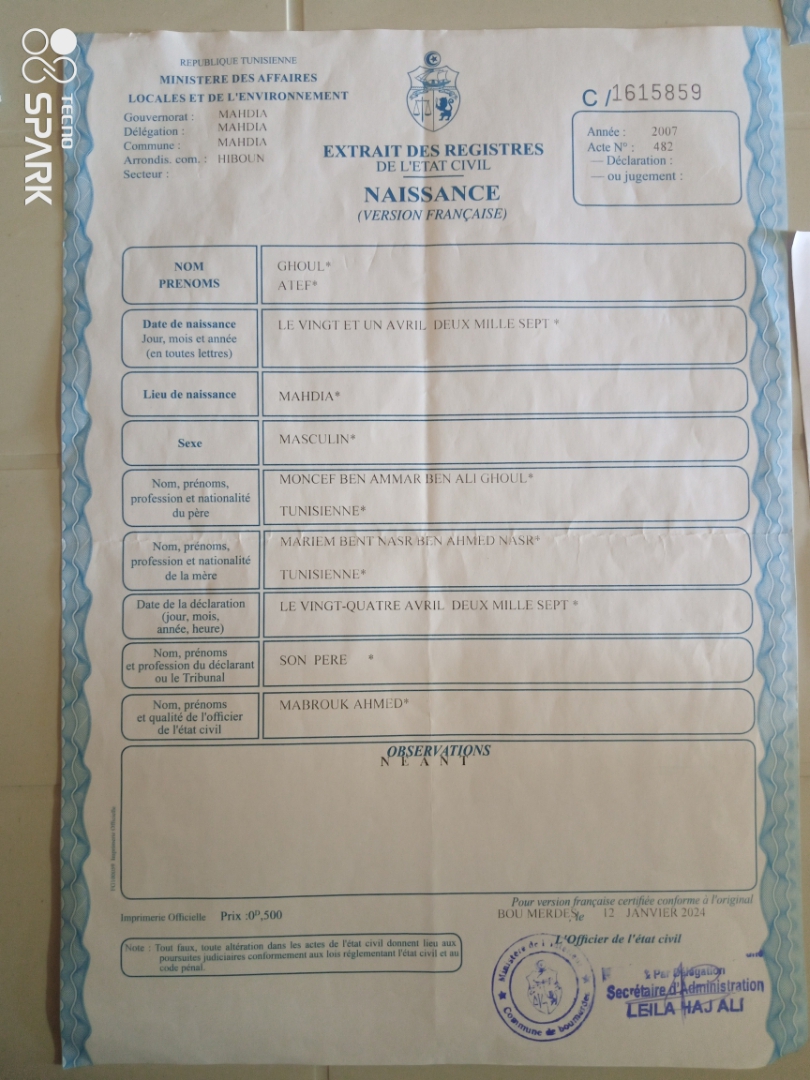 TECNO
SPARK
REPUBLIQUE TUNISIENNE
MINISTERE DES AFFAIRES
LOCALES ET DE L'ENVIRONNEMENT
Gouvernorat : MAHDIA
Délégation : MAHDIA
Commune : MAHDIA
Arrondis. com. : HIBOUN
Secteur :
EXTRAIT DES REGISTRES
DE L'ETAT CIVIL
NAISSANCE
(VERSION FRANÇAISE)
C/1615859
Année : 2007
Acte N° : 482
— Déclaration :
— ou jugement :
NOM
PRENOMS
GHOUL*
ATEF*
Date de naissance
Jour, mois et année
(en toutes lettres)
LE VINGT ET UN AVRIL DEUX MILLE SEPT *
Lieu de naissance
MAHDIA*
Sexe
MASCULIN*
Nom, prénoms,
profession et nationalité
du père
MONCEF BEN AMMAR BEN ALI GHOUL*
TUNISIENNE*
Nom, prénoms,
profession et nationalité
de la mère
MARIEM BENT NASR BEN AHMED NASR*
TUNISIENNE*
Date de la déclaration
(jour, mois,
année, heure)
LE VINGT-QUATRE AVRIL DEUX MILLE SEPT *
Nom, prénoms
et profession du déclarant
ou le Tribunal
SON PERE *
Nom, prénoms
et qualité de l'officier
de l'état civil
MABROUK AHMED*
OBSERVATIONS
N E A N T
Imprimerie Officielle Prix :0ᴰ,500
Pour version française certifiée conforme à l'original
BOU MERDES, le 12 JANVIER 2024
L'Officier de l'état civil
Note : Tout faux, toute altération dans les actes de l'état civil donnent lieu aux
poursuites judiciaires conformement aux lois réglementant l'état civil et au
code pénal.
Commune de boumerdes
Par Délégation
Secrétaire d'Administration
LEILA HAJ ALI